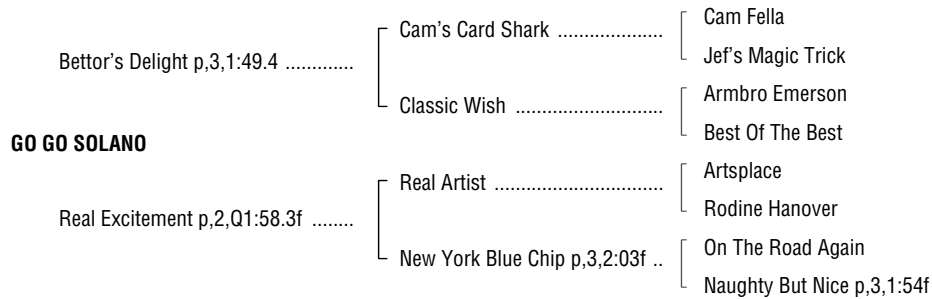 Cam Fella
Cam's Card Shark .....................
Jef's Magic Trick
Bettor's Delight p,3,1:49.4 .............
Armbro Emerson
Classic Wish .............................
Best Of The Best
GO GO SOLANO
Artsplace
Real Artist .................................
Rodine Hanover
Real Excitement p,2,Q1:58.3f ........
On The Road Again
New York Blue Chip p,3,2:03f ..
Naughty But Nice p,3,1:54f